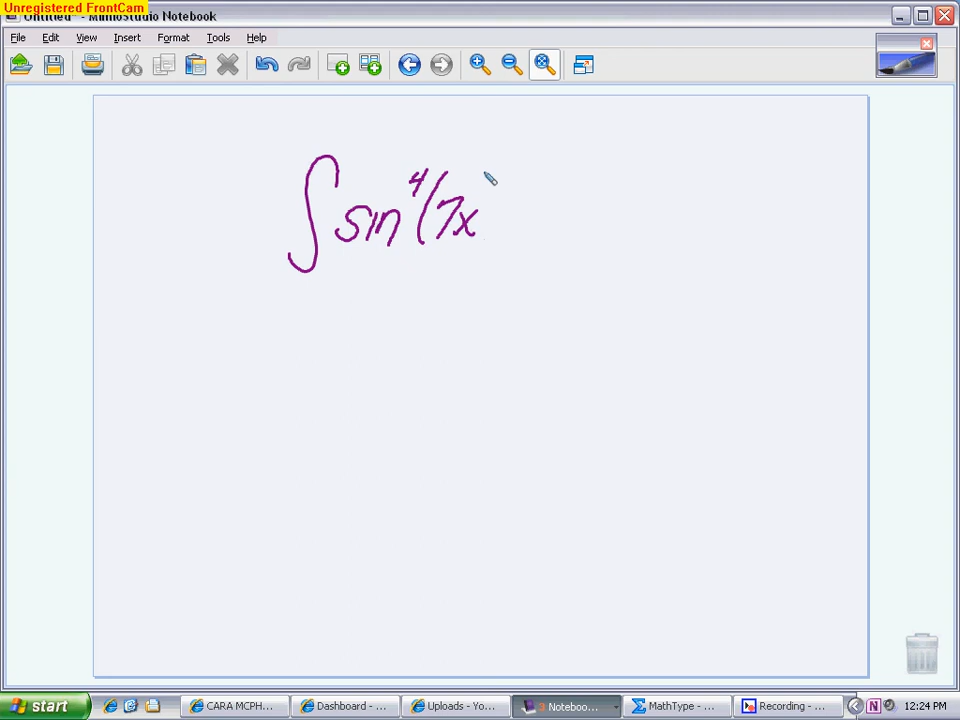 Unregistered FrontCam
Untitled* - MimioStudio Notebook
File Edit View Insert Format Tools Help
∫ sin⁴(7x
start CARA MCPH... Dashboard - ... Uploads - Yo... 3 Noteboo... MathType - ... Recording - ... 12:24 PM